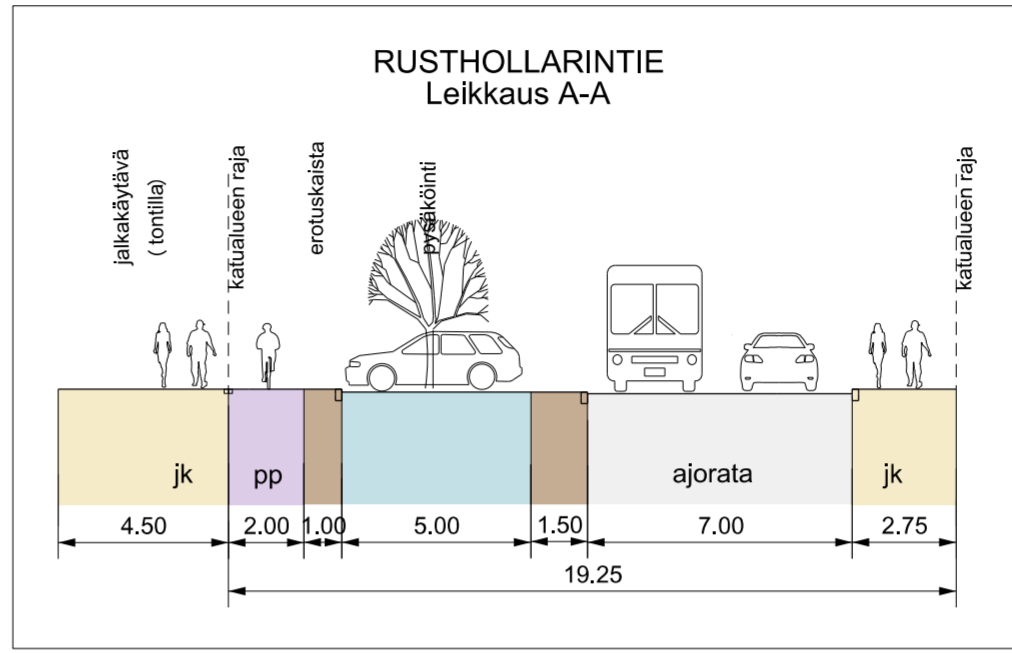 RUSTHOLLARINTIE
Leikkaus A-A
jalkakäytävä
( tontilla)
katualueen raja
erotuskaista
pysäköinti
katualueen raja
jk
pp
ajorata
jk
4.50
2.00
1.00
5.00
1.50
7.00
2.75
19.25